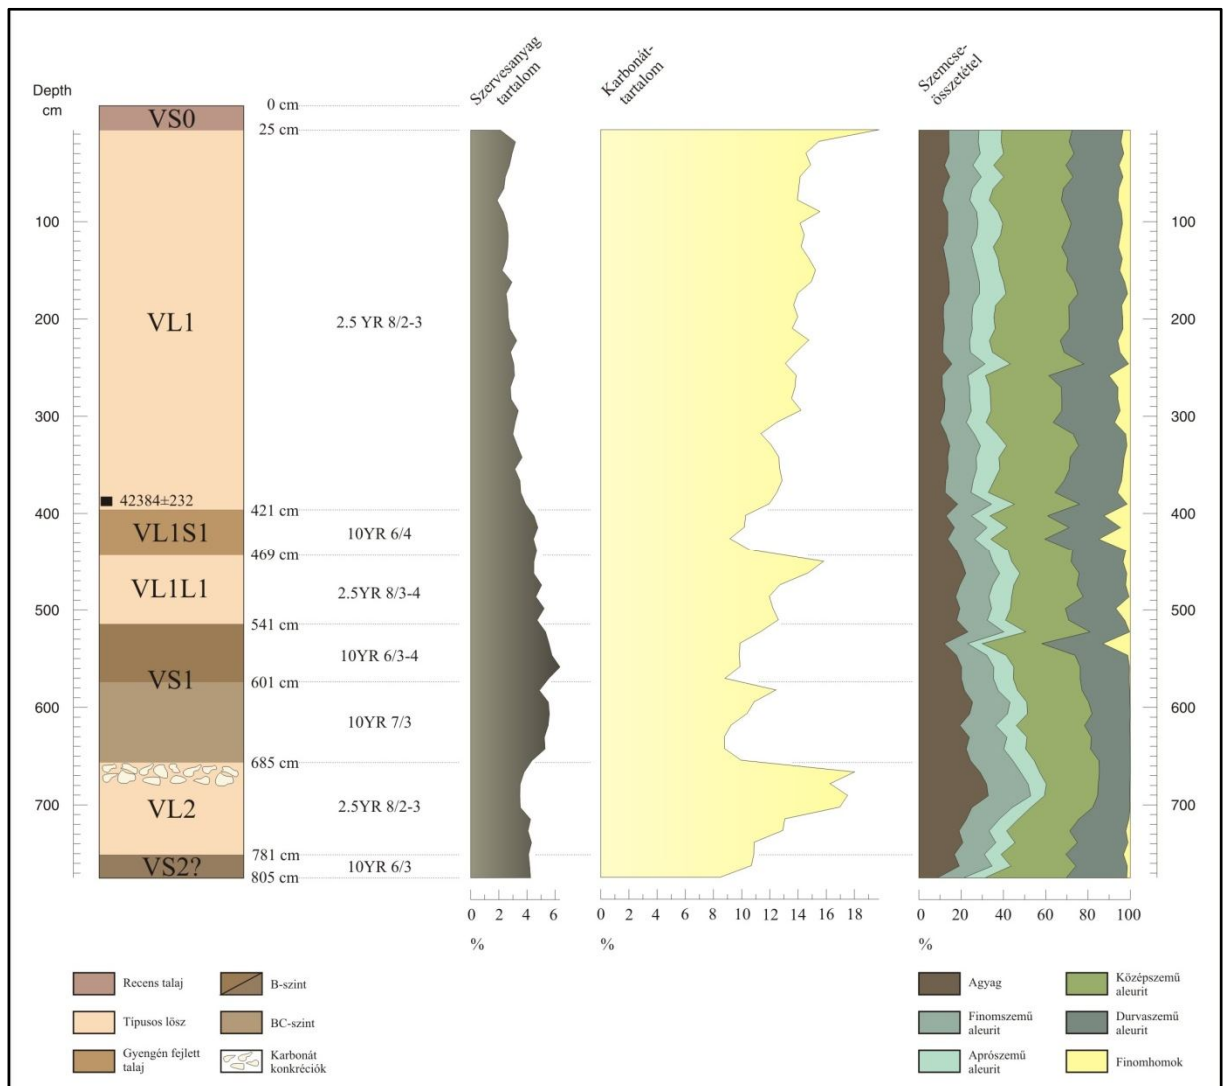 Szervesanyag
tartalom
Karbonát-
tartalom
Szemcse-
összetétel
Depth
cm
100
200
300
400
500
600
700
VS0
VL1
42384±232
VL1S1
VL1L1
VS1
VL2
VS2?
0 cm
25 cm
421 cm
469 cm
541 cm
601 cm
685 cm
781 cm
805 cm
2.5 YR 8/2-3
10YR 6/4
2.5YR 8/3-4
10YR 6/3-4
10YR 7/3
2.5YR 8/2-3
10YR 6/3
100
200
300
400
500
600
700
0 2 4 6
%
0 2 4 6 8 10 12 14 16 18
%
0 20 40 60 80 100
%
Recens talaj
Típusos lösz
Gyengén fejlett
talaj
B-szint
BC-szint
Karbonát
konkréciók
Agyag
Finomszemű
aleurit
Aprószemű
aleurit
Középszemű
aleurit
Durvaszemű
aleurit
Finomhomok